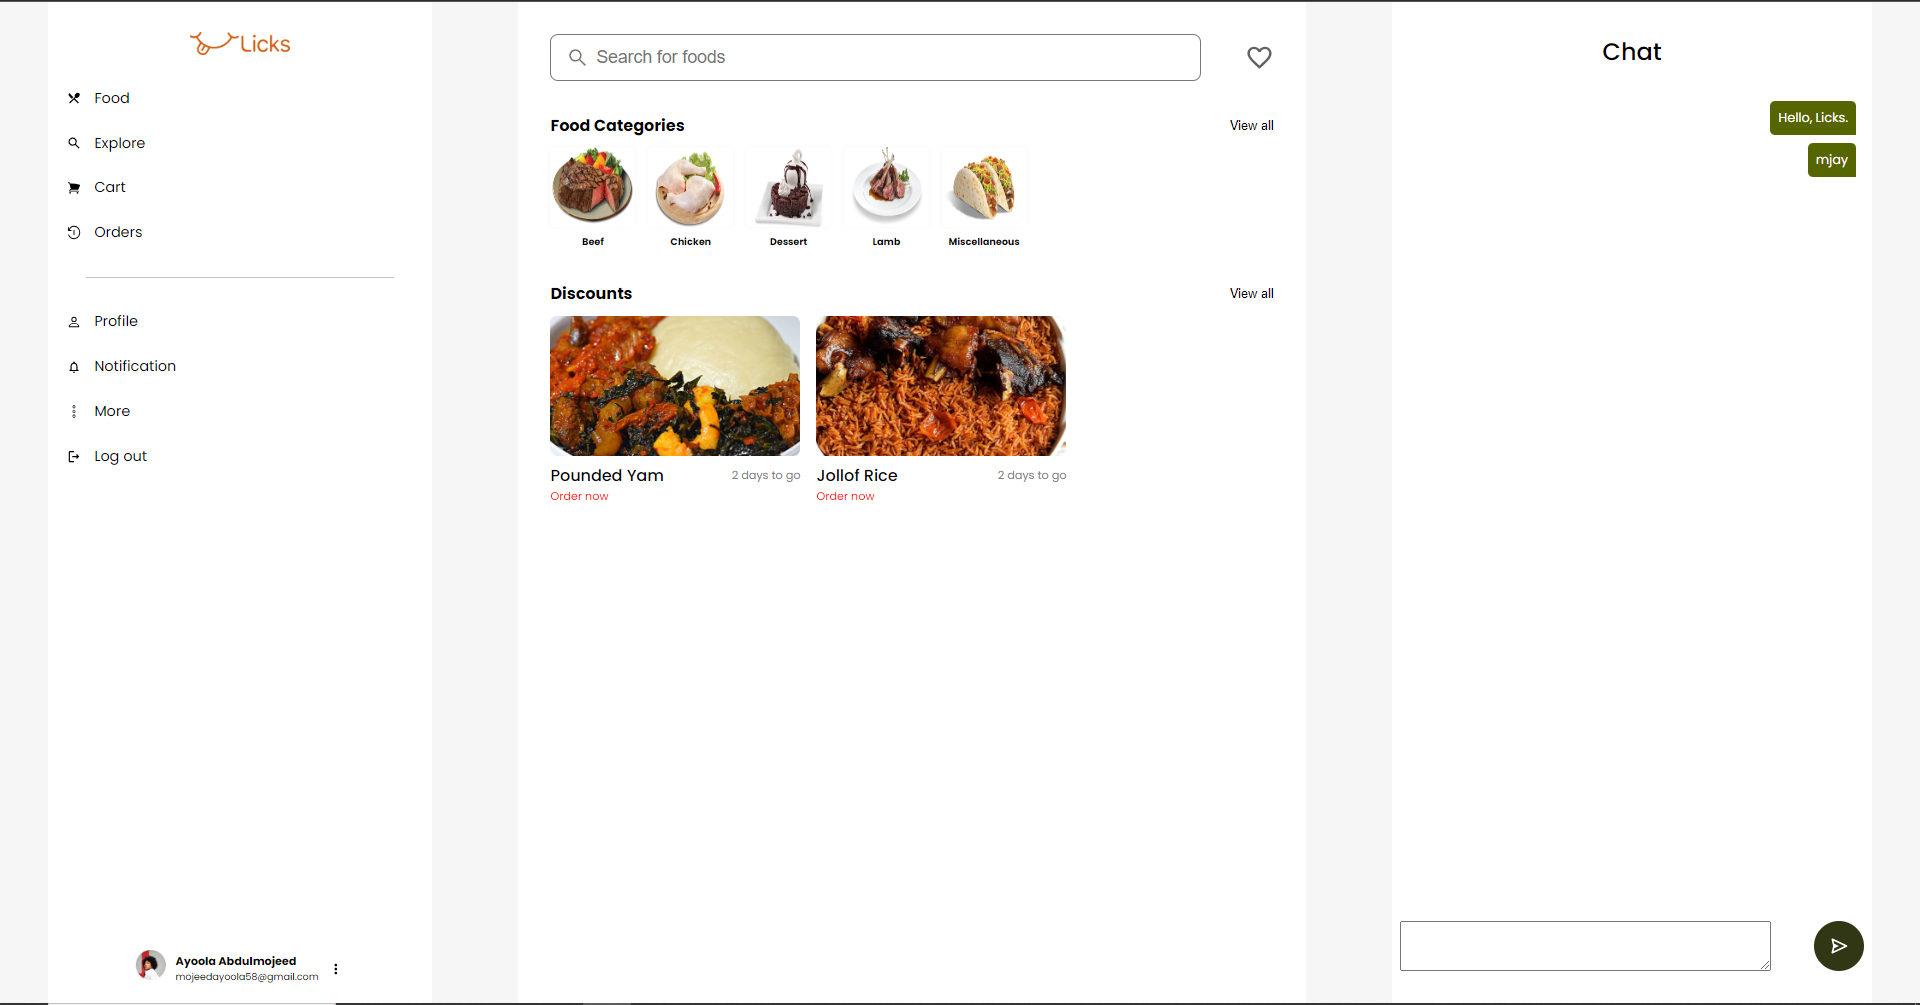 Licks
Food
Explore
Cart
Orders
Profile
Notification
More
Log out
Ayoola Abdulmojeed
mojeedayoola58@gmail.com
Search for foods
Food Categories
View all
Beef
Chicken
Dessert
Lamb
Miscellaneous
Discounts
View all
Pounded Yam
2 days to go
Order now
Jollof Rice
2 days to go
Order now
Chat
Hello, Licks.
mjay